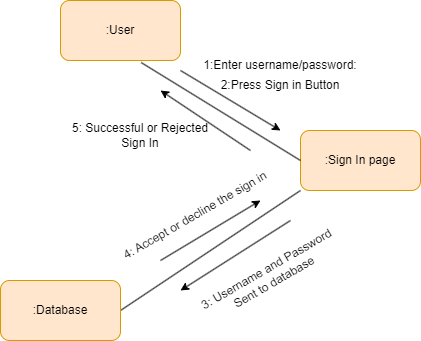 :User
1:Enter username/password:
2:Press Sign in Button
5: Successful or Rejected
Sign In
:Sign In page
4: Accept or decline the sign in
3: Username and Password
Sent to database
:Database